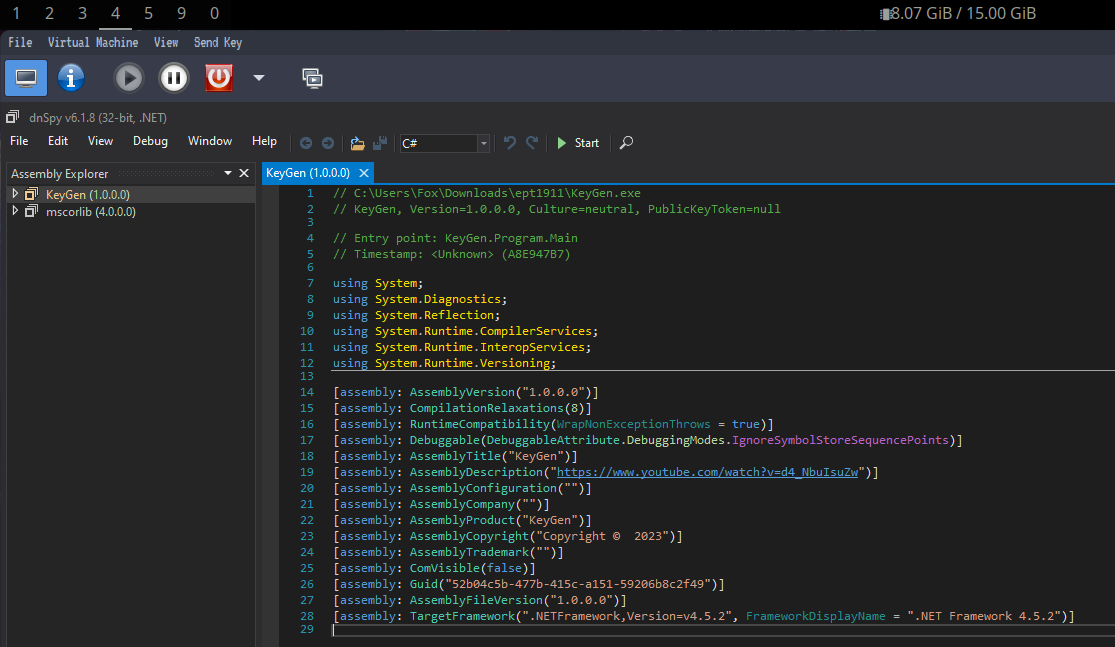 1 2 3 4 5 9 0 8.07 GiB / 15.00 GiB
File Virtual Machine View Send Key
dnSpy v6.1.8 (32-bit, .NET)
File Edit View Debug Window Help C# Start
Assembly Explorer
KeyGen (1.0.0.0)
mscorlib (4.0.0.0)
KeyGen (1.0.0.0)
1 // C:\Users\Fox\Downloads\ept1911\KeyGen.exe
2 // KeyGen, Version=1.0.0.0, Culture=neutral, PublicKeyToken=null
3
4 // Entry point: KeyGen.Program.Main
5 // Timestamp: <Unknown> (A8E947B7)
6
7 using System;
8 using System.Diagnostics;
9 using System.Reflection;
10 using System.Runtime.CompilerServices;
11 using System.Runtime.InteropServices;
12 using System.Runtime.Versioning;
13
14 [assembly: AssemblyVersion("1.0.0.0")]
15 [assembly: CompilationRelaxations(8)]
16 [assembly: RuntimeCompatibility(WrapNonExceptionThrows = true)]
17 [assembly: Debuggable(DebuggableAttribute.DebuggingModes.IgnoreSymbolStoreSequencePoints)]
18 [assembly: AssemblyTitle("KeyGen")]
19 [assembly: AssemblyDescription("https://www.youtube.com/watch?v=d4_NbuIsuZw")]
20 [assembly: AssemblyConfiguration("")]
21 [assembly: AssemblyCompany("")]
22 [assembly: AssemblyProduct("KeyGen")]
23 [assembly: AssemblyCopyright("Copyright ©  2023")]
24 [assembly: AssemblyTrademark("")]
25 [assembly: ComVisible(false)]
26 [assembly: Guid("52b04c5b-477b-415c-a151-59206b8c2f49")]
27 [assembly: AssemblyFileVersion("1.0.0.0")]
28 [assembly: TargetFramework(".NETFramework,Version=v4.5.2", FrameworkDisplayName = ".NET Framework 4.5.2")]
29